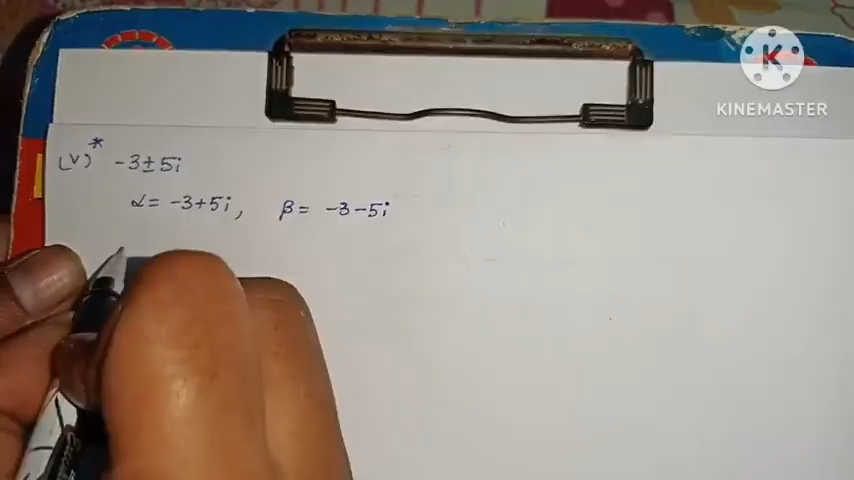 K
KINEMASTER
(V)* -3±5i
α = -3+5i, β = -3-5i